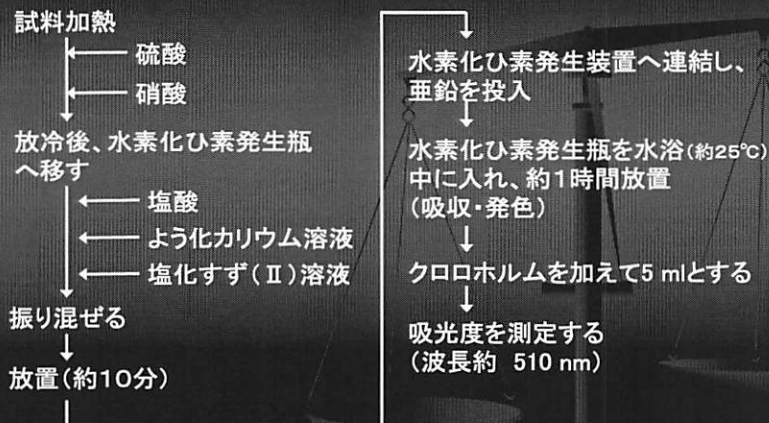 試料加熱
硫酸
硝酸
放冷後、水素化ひ素発生瓶
へ移す
塩酸
よう化カリウム溶液
塩化すず(Ⅱ)溶液
振り混ぜる
放置(約10分)
水素化ひ素発生装置へ連結し、
亜鉛を投入
水素化ひ素発生瓶を水浴(約25℃)
中に入れ、約1時間放置
(吸収・発色)
クロロホルムを加えて5 mlとする
吸光度を測定する
(波長約 510 nm)